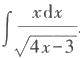 ∫ x dx / √(4x−3).